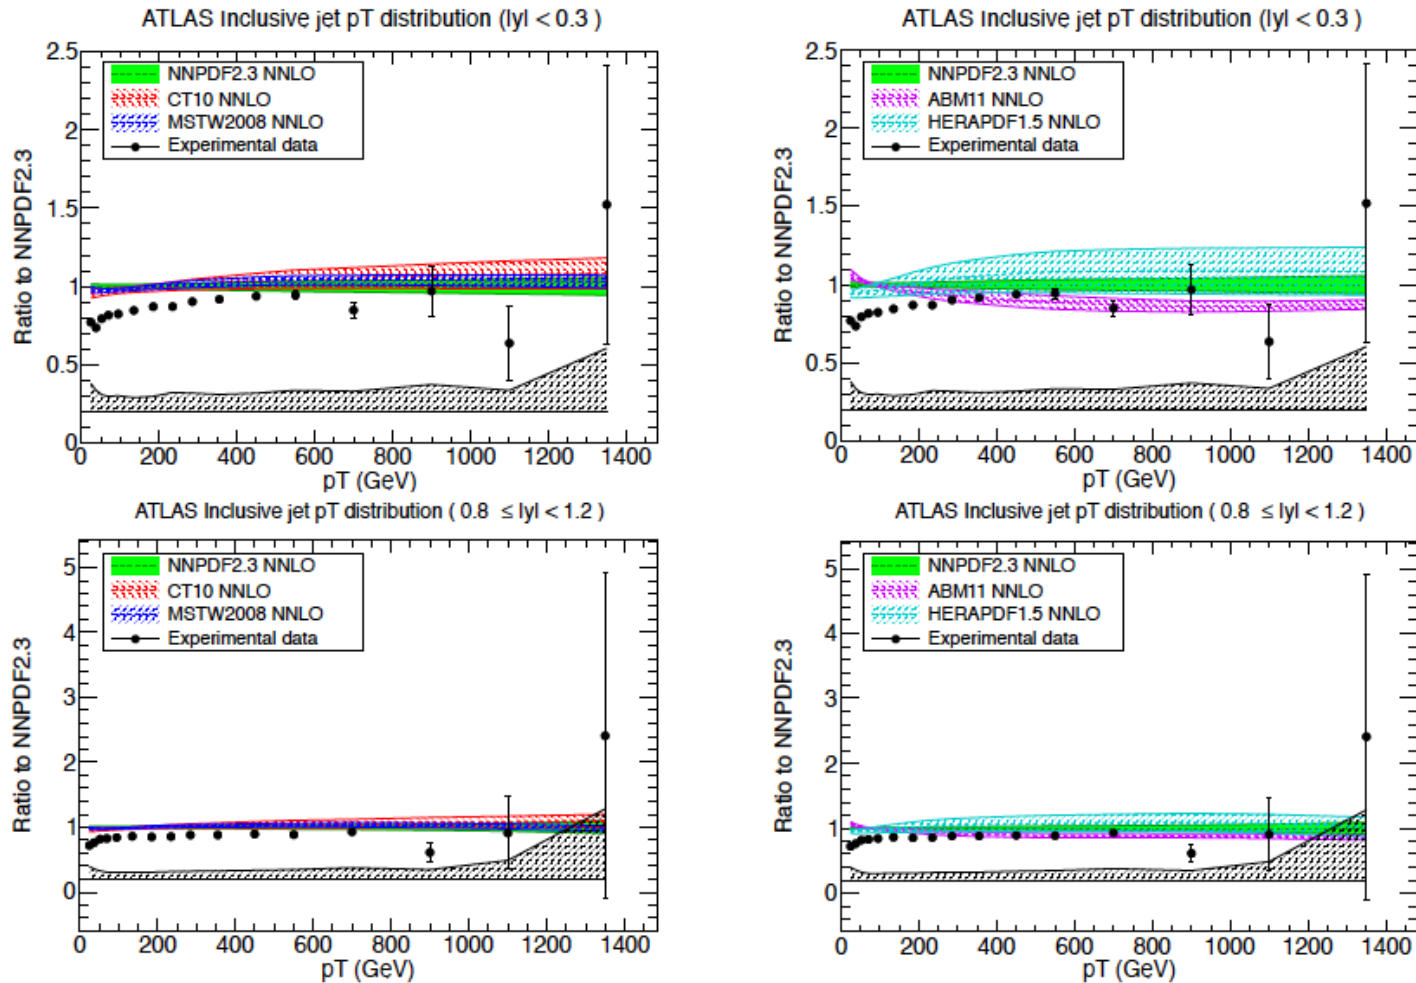 ATLAS Inclusive jet pT distribution (|y| < 0.3 )
Ratio to NNPDF2.3
2.5
2
1.5
1
0.5
0
NNPDF2.3 NNLO
CT10 NNLO
MSTW2008 NNLO
Experimental data
0 200 400 600 800 1000 1200 1400
pT (GeV)
ATLAS Inclusive jet pT distribution (|y| < 0.3 )
Ratio to NNPDF2.3
2.5
2
1.5
1
0.5
0
NNPDF2.3 NNLO
ABM11 NNLO
HERAPDF1.5 NNLO
Experimental data
0 200 400 600 800 1000 1200 1400
pT (GeV)
ATLAS Inclusive jet pT distribution ( 0.8 ≤ |y| < 1.2 )
Ratio to NNPDF2.3
5
4
3
2
1
0
NNPDF2.3 NNLO
CT10 NNLO
MSTW2008 NNLO
Experimental data
0 200 400 600 800 1000 1200 1400
pT (GeV)
ATLAS Inclusive jet pT distribution ( 0.8 ≤ |y| < 1.2 )
Ratio to NNPDF2.3
5
4
3
2
1
0
NNPDF2.3 NNLO
ABM11 NNLO
HERAPDF1.5 NNLO
Experimental data
0 200 400 600 800 1000 1200 1400
pT (GeV)